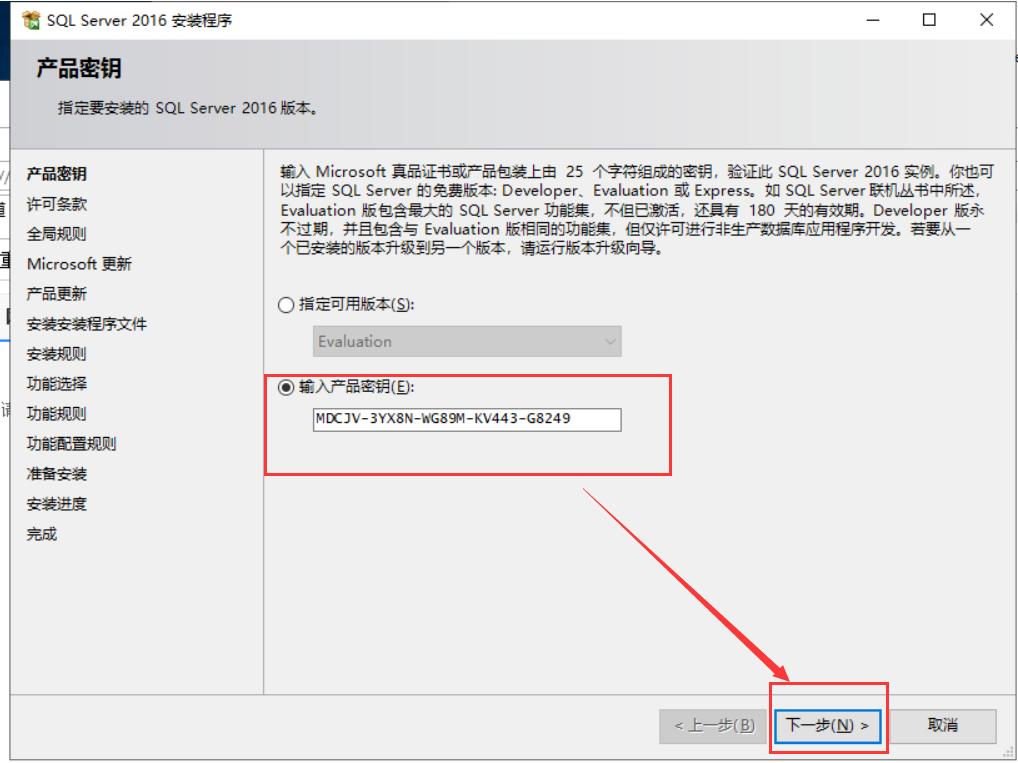 SQL Server 2016 安装程序
产品密钥
指定要安装的 SQL Server 2016 版本。
产品密钥
许可条款
全局规则
Microsoft 更新
产品更新
安装安装程序文件
安装规则
功能选择
功能规则
功能配置规则
准备安装
安装进度
完成
输入 Microsoft 真品证书或产品包装上由 25 个字符组成的密钥，验证此 SQL Server 2016 实例。你也可
以指定 SQL Server 的免费版本: Developer、Evaluation 或 Express。如 SQL Server 联机丛书中所述，
Evaluation 版包含最大的 SQL Server 功能集，不但已激活，还具有 180 天的有效期。Developer 版永
不过期，并且包含与 Evaluation 版相同的功能集，但仅许可进行非生产数据库应用程序开发。若要从一
个已安装的版本升级到另一个版本，请运行版本升级向导。
指定可用版本(S):
Evaluation
输入产品密钥(E):
MDCJV-3YX8N-WG89M-KV443-G8249
< 上一步(B)
下一步(N) >
取消